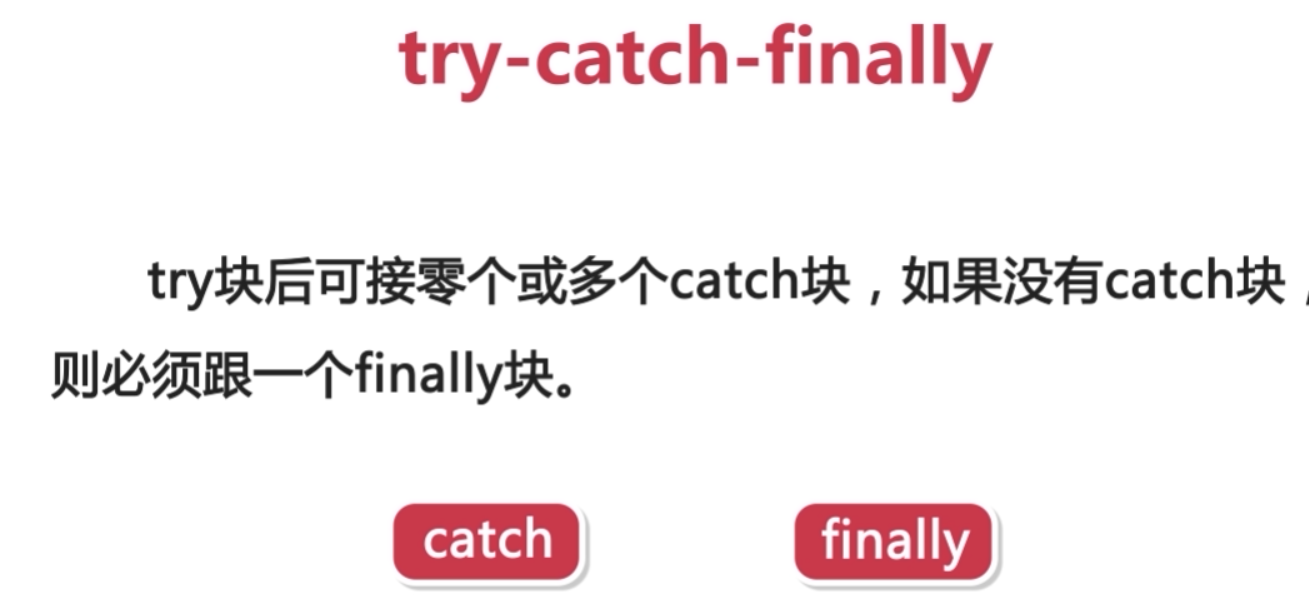 try-catch-finally
try块后可接零个或多个catch块，如果没有catch块，
则必须跟一个finally块。
catch
finally